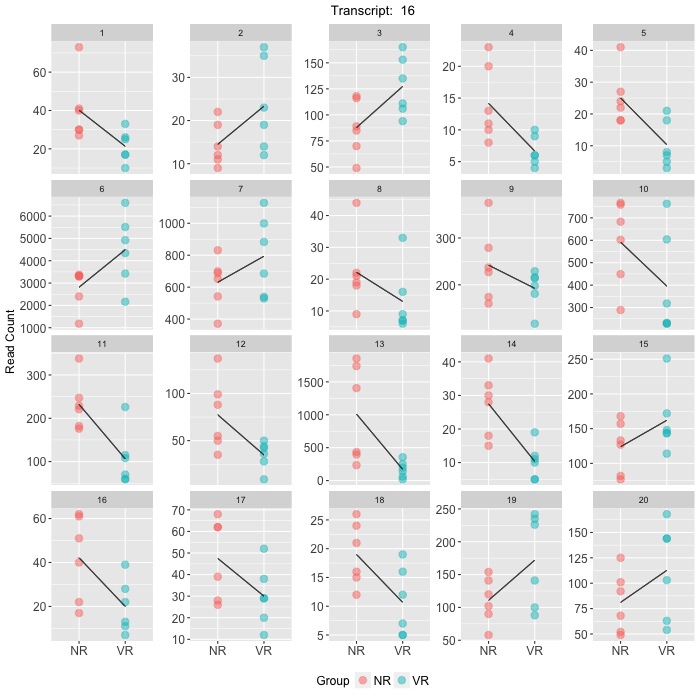 Transcript: 16
1 2 3 4 5
60 40 20
30 20 10
150 125 100 75 50
20 15 10 5
40 30 20 10
6 7 8 9 10
6000 5000 4000 3000 2000 1000
1000 800 600 400
40 30 20 10
300 200
700 600 500 400 300
Read Count
11 12 13 14 15
300 200 100
100 50
1500 1000 500 0
40 30 20 10
250 200 150 100
16 17 18 19 20
60 40 20
70 60 50 40 30 20 10
25 20 15 10 5
250 200 150 100 50
150 125 100 75 50
NR VR NR VR NR VR NR VR NR VR
Group NR VR